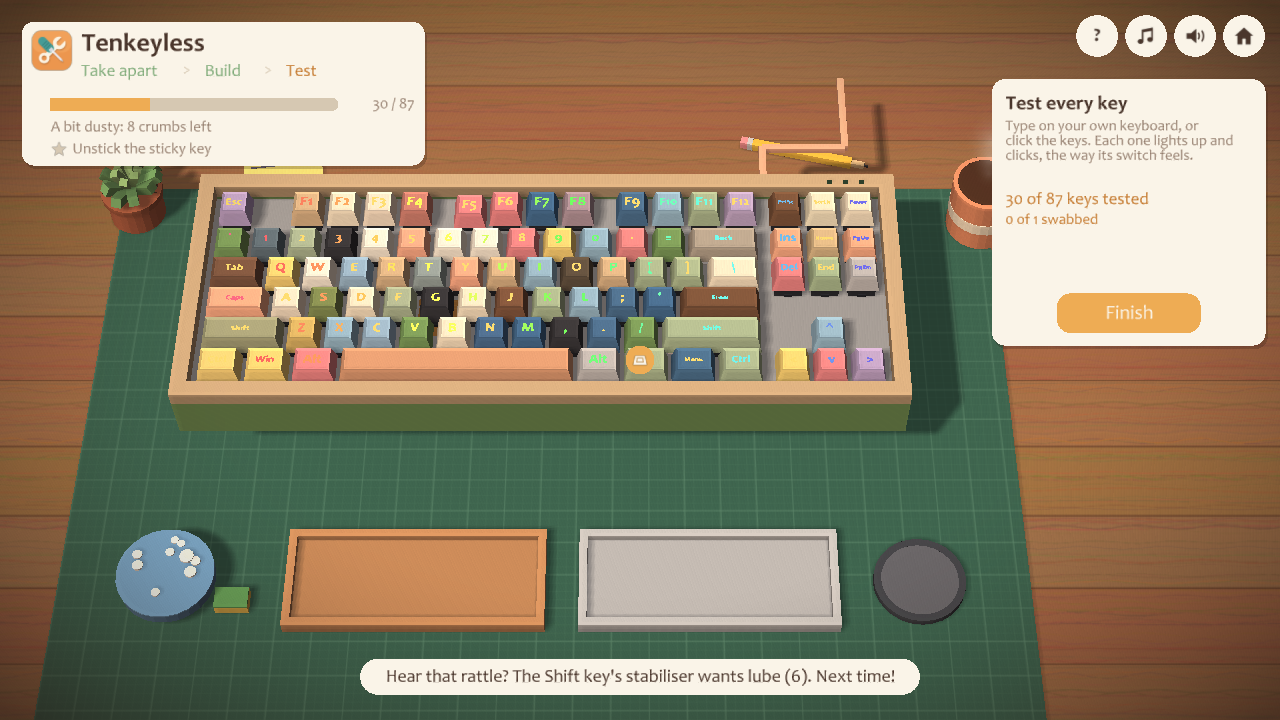 Tenkeyless
Take apart > Build > Test
30 / 87
A bit dusty: 8 crumbs left
Unstick the sticky key
?
Test every key
Type on your own keyboard, or
click the keys. Each one lights up and
clicks, the way its switch feels.
30 of 87 keys tested
0 of 1 swabbed
Finish
Esc F1 F2 F3 F4 F5 F6 F7 F8 F9 F10 F11 F12
1 2 3 4 5 6 7 8 9 0 - = Back Ins
Tab Q W E R T Y U I O P [ ] \ Del End PgDn
Caps A S D F G H J K L ; ' Enter
Shift Z X C V B N M , . / Shift ^
Win Alt Alt Menu Ctrl v >
Hear that rattle? The Shift key's stabiliser wants lube (6). Next time!